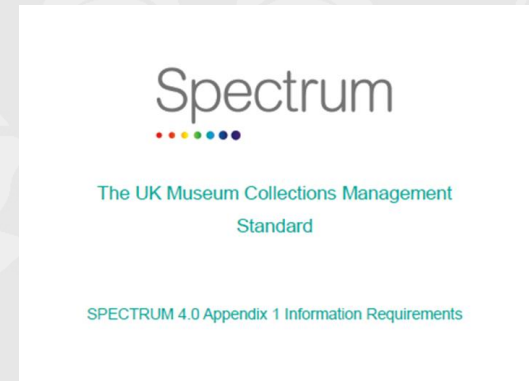 Spectrum
The UK Museum Collections Management
Standard
SPECTRUM 4.0 Appendix 1 Information Requirements